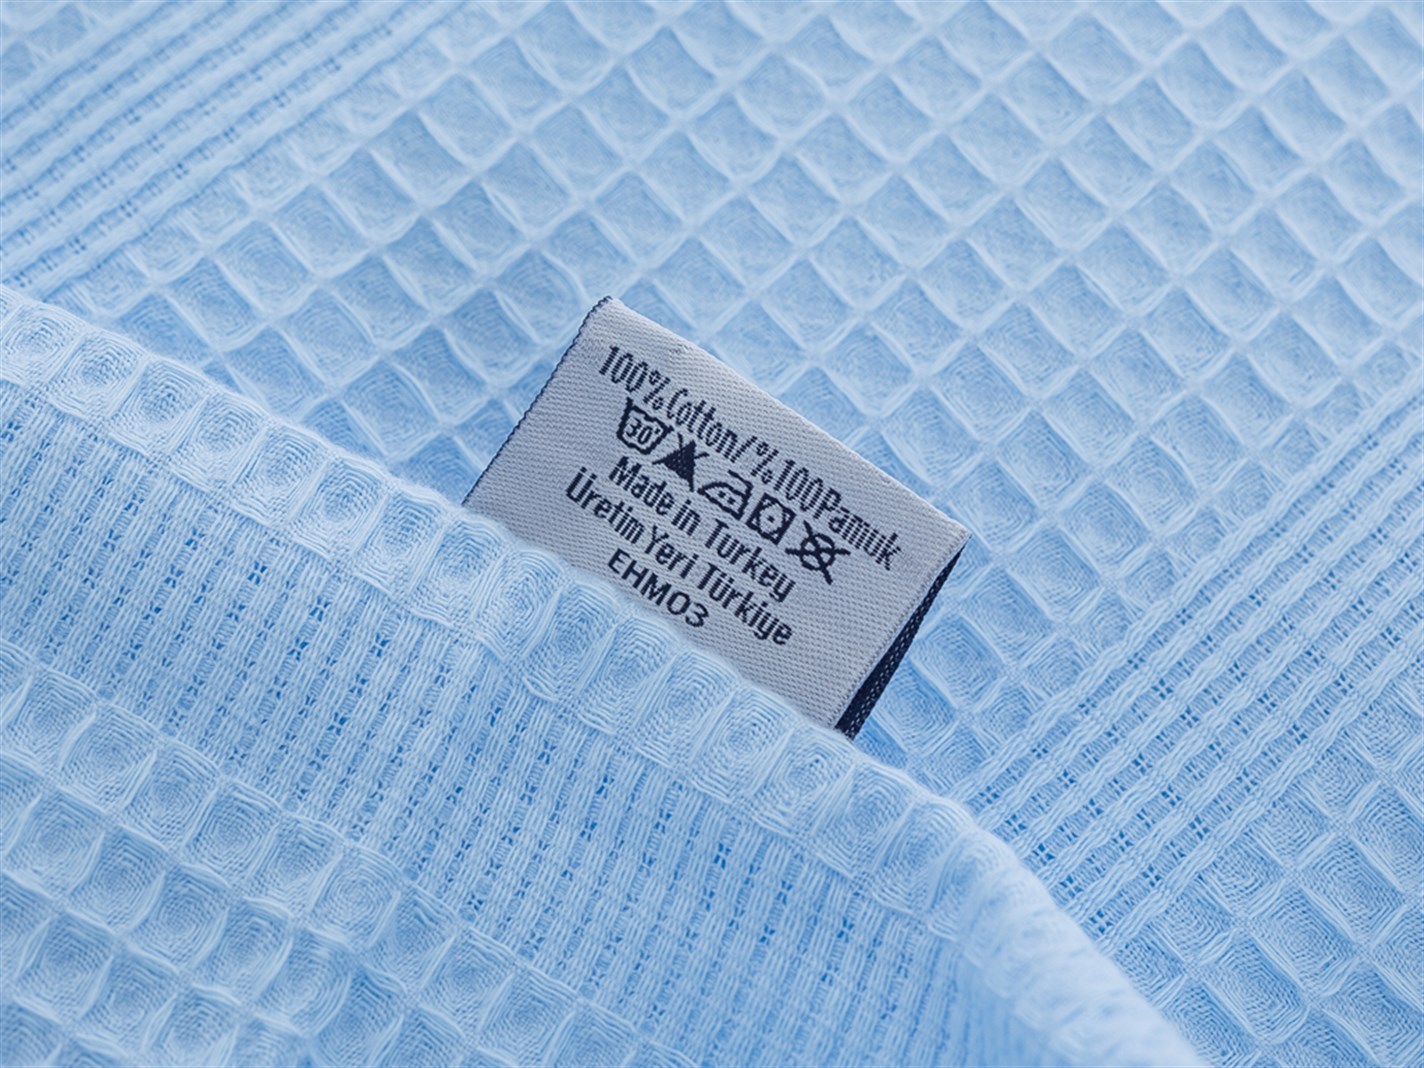 100%Cotton/%100Pamuk
30°
Made in Turkey
Üretim Yeri Türkiye
EHM03